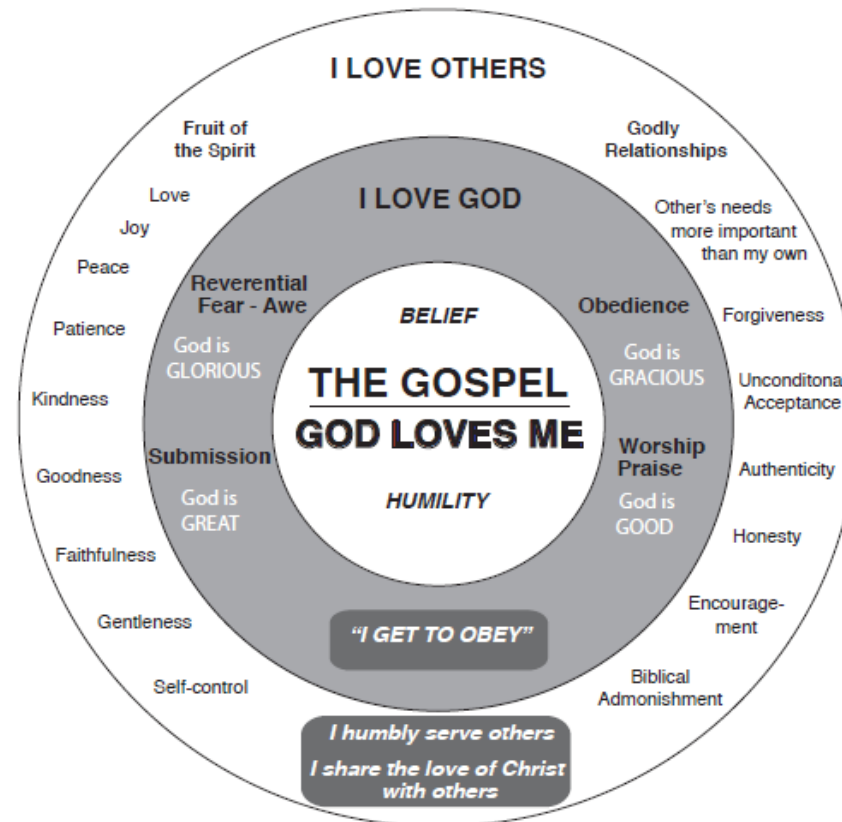 I LOVE OTHERS
Fruit of
the Spirit
Love
Joy
Peace
Patience
Kindness
Goodness
Faithfulness
Gentleness
Self-control
Godly
Relationships
Other's needs
more important
than my own
Forgiveness
Unconditona
Acceptance
Authenticity
Honesty
Encourage-
ment
Biblical
Admonishment
I LOVE GOD
Reverential
Fear - Awe
God is
GLORIOUS
Submission
God is
GREAT
Obedience
God is
GRACIOUS
Worship
Praise
God is
GOOD
BELIEF
THE GOSPEL
GOD LOVES ME
HUMILITY
“I GET TO OBEY”
I humbly serve others
I share the love of Christ
with others